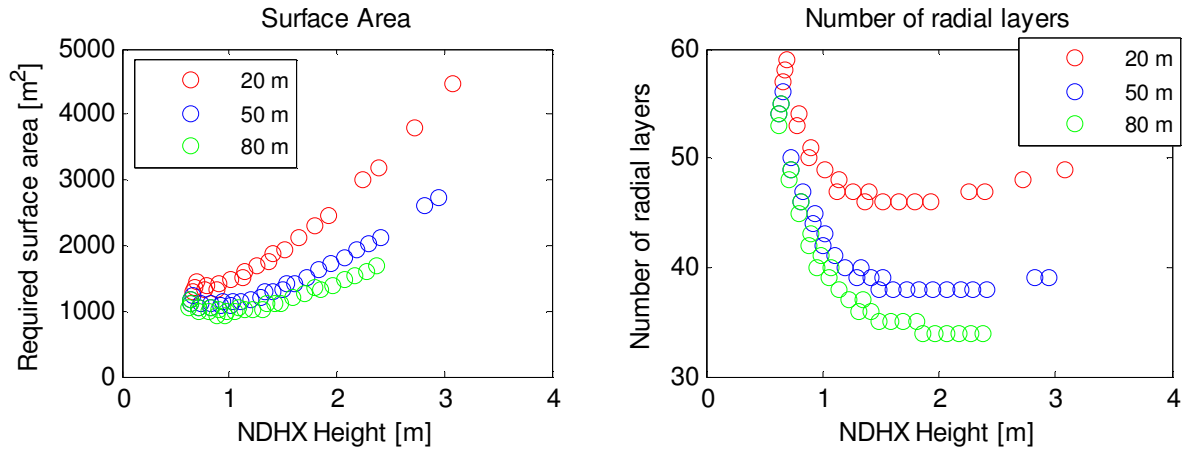 Surface Area
Required surface area [m²]
5000
4000
3000
2000
1000
0
20 m
50 m
80 m
0 1 2 3 4
NDHX Height [m]
Number of radial layers
Number of radial layers
60
50
40
30
20 m
50 m
80 m
0 1 2 3 4
NDHX Height [m]